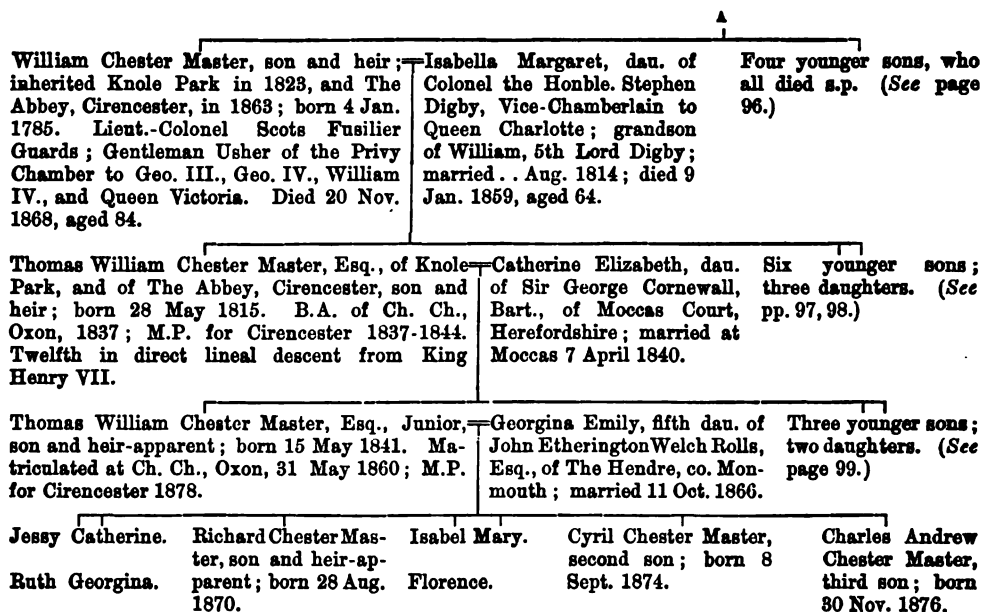 A
William Chester Master, son and heir;
inherited Knole Park in 1823, and The
Abbey, Cirencester, in 1863; born 4 Jan.
1785. Lieut.-Colonel Scots Fusilier
Guards; Gentleman Usher of the Privy
Chamber to Geo. III., Geo. IV., William
IV., and Queen Victoria. Died 20 Nov.
1868, aged 84.
Isabella Margaret, dau. of
Colonel the Honble. Stephen
Digby, Vice-Chamberlain to
Queen Charlotte; grandson
of William, 5th Lord Digby;
married . . Aug. 1814; died 9
Jan. 1859, aged 64.
Four younger sons, who
all died s.p. (See page
96.)
Thomas William Chester Master, Esq., of Knole
Park, and of The Abbey, Cirencester, son and
heir; born 28 May 1815. B.A. of Ch. Ch.,
Oxon, 1837; M.P. for Cirencester 1837-1844.
Twelfth in direct lineal descent from King
Henry VII.
Catherine Elizabeth, dau.
of Sir George Cornewall,
Bart., of Moccas Court,
Herefordshire; married at
Moccas 7 April 1840.
Six younger sons;
three daughters. (See
pp. 97, 98.)
Thomas William Chester Master, Esq., Junior,
son and heir-apparent; born 15 May 1841. Ma-
triculated at Ch. Ch., Oxon, 31 May 1860; M.P.
for Cirencester 1878.
Georgina Emily, fifth dau. of
John Etherington Welch Rolls,
Esq., of The Hendre, co. Mon-
mouth; married 11 Oct. 1866.
Three younger sons;
two daughters. (See
page 99.)
Jessy Catherine.
Ruth Georgina.
Richard Chester Mas-
ter, son and heir-ap-
parent; born 28 Aug.
1870.
Isabel Mary.
Florence.
Cyril Chester Master,
second son; born 8
Sept. 1874.
Charles Andrew
Chester Master,
third son; born
30 Nov. 1876.